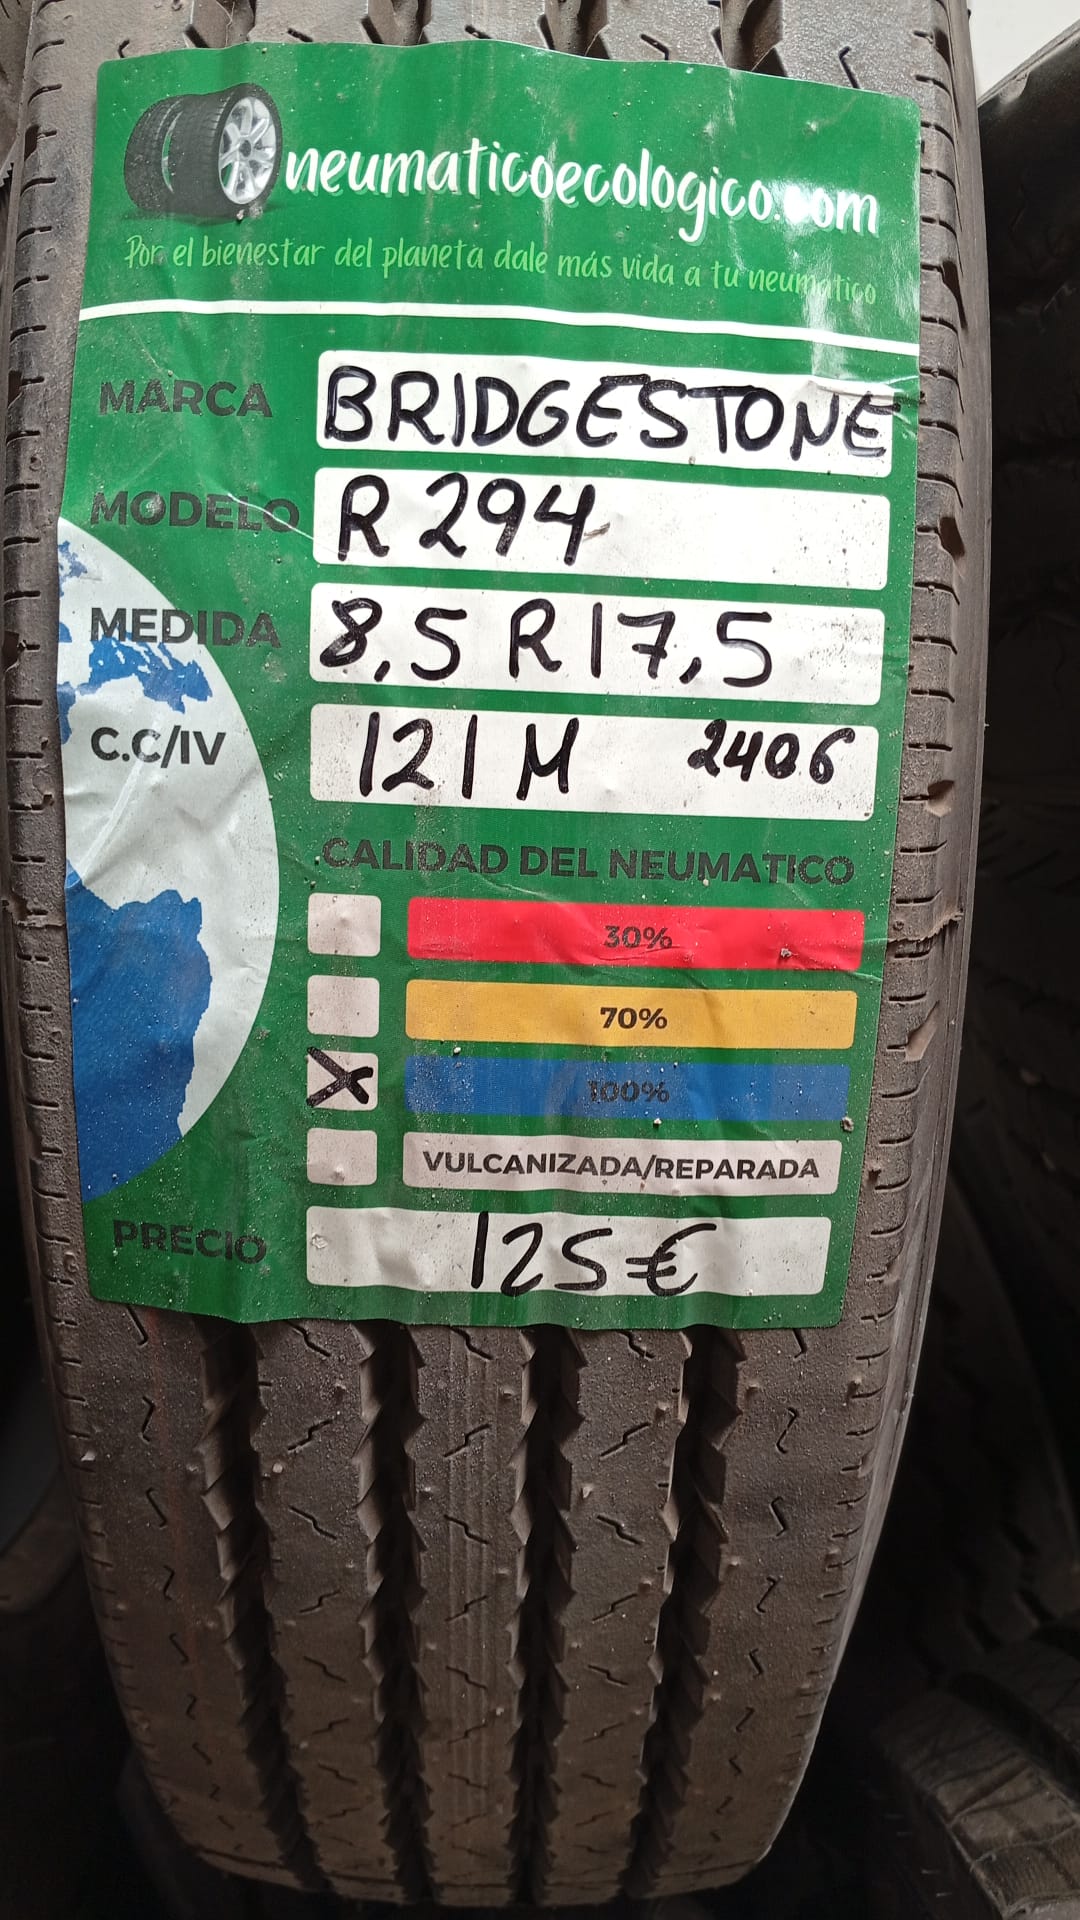 neumaticoecologico.com
Por el bienestar del planeta dale más vida a tu neumatico
MARCA BRIDGESTONE
MODELO R 294
MEDIDA 8,5 R17,5
C.C/IV 121 M 2406
CALIDAD DEL NEUMATICO
30%
70%
X 100%
VULCANIZADA/REPARADA
PRECIO 125€